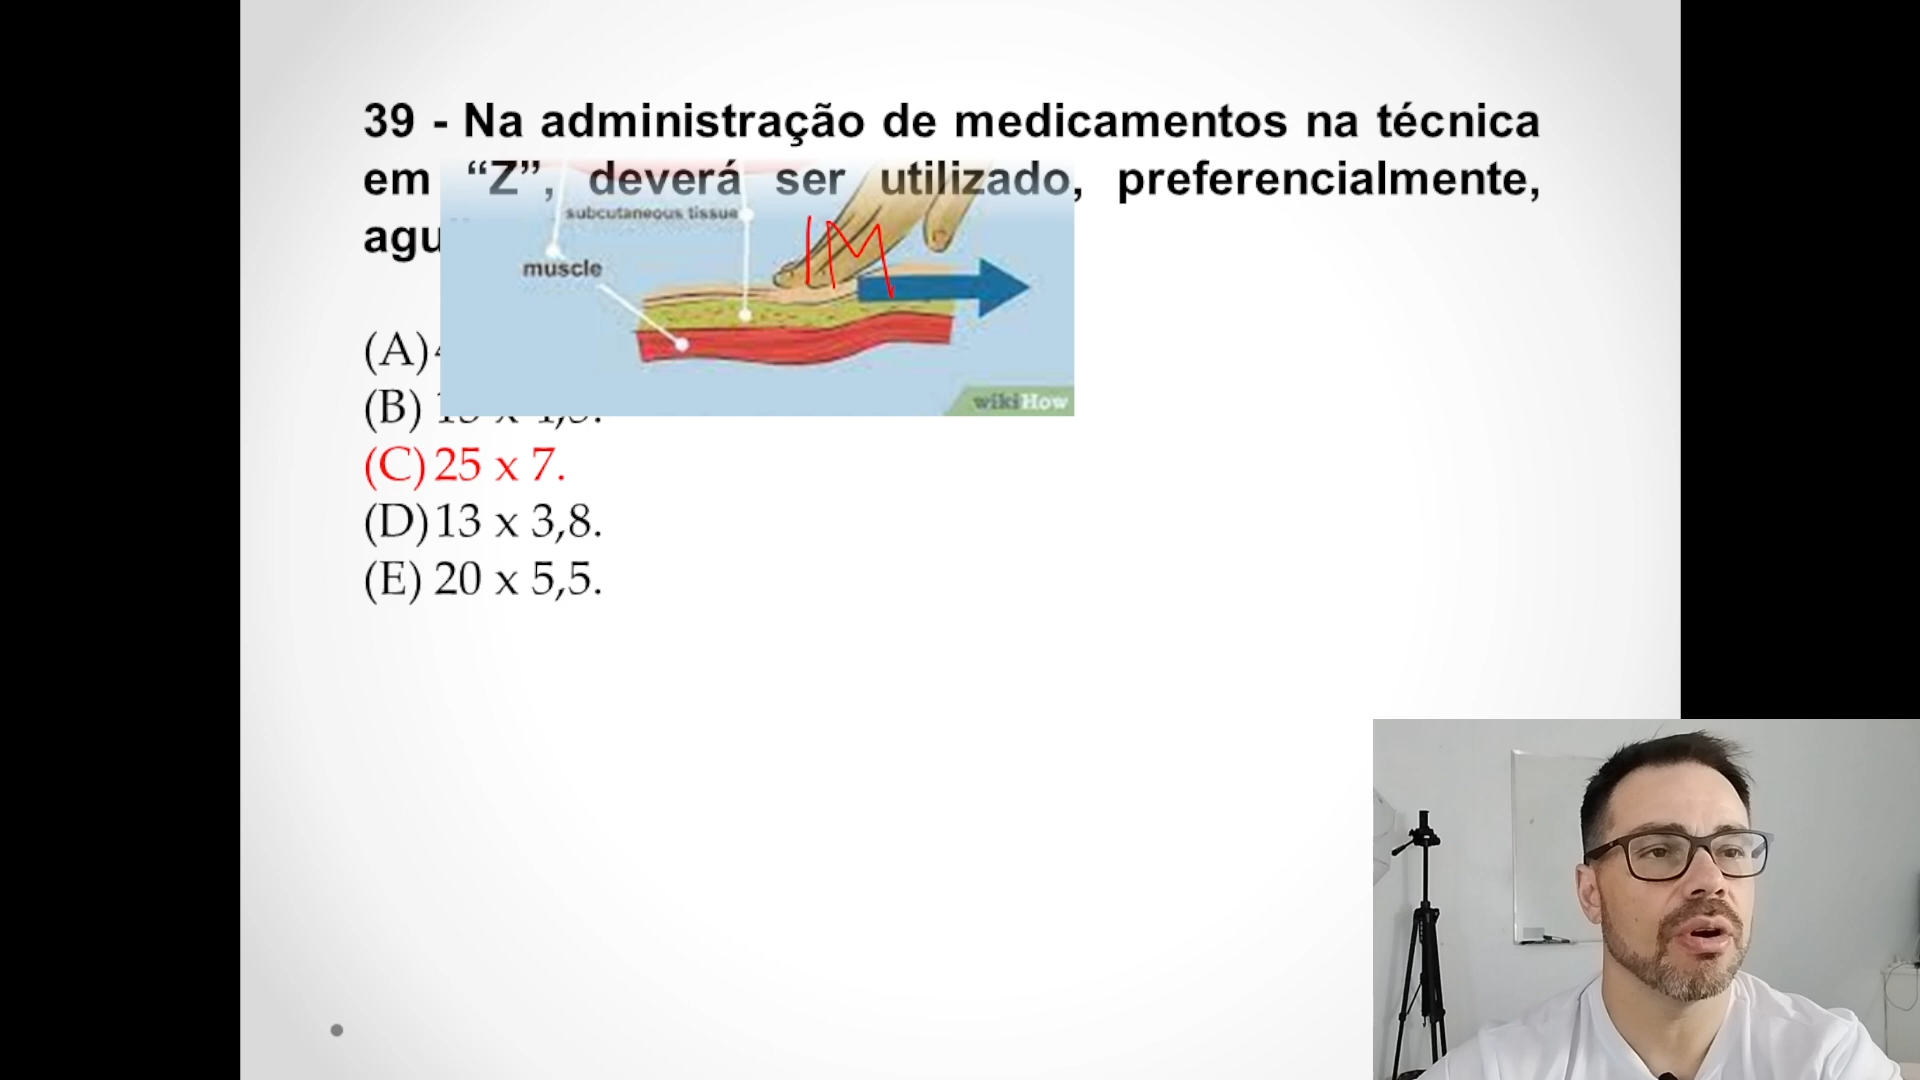 39 - Na administração de medicamentos na técnica
em “Z”, deverá ser utilizado, preferencialmente,
subcutaneous tissue
IM
muscle
(A)
wikiHow
(B)
(C) 25 x 7.
(D) 13 x 3,8.
(E) 20 x 5,5.